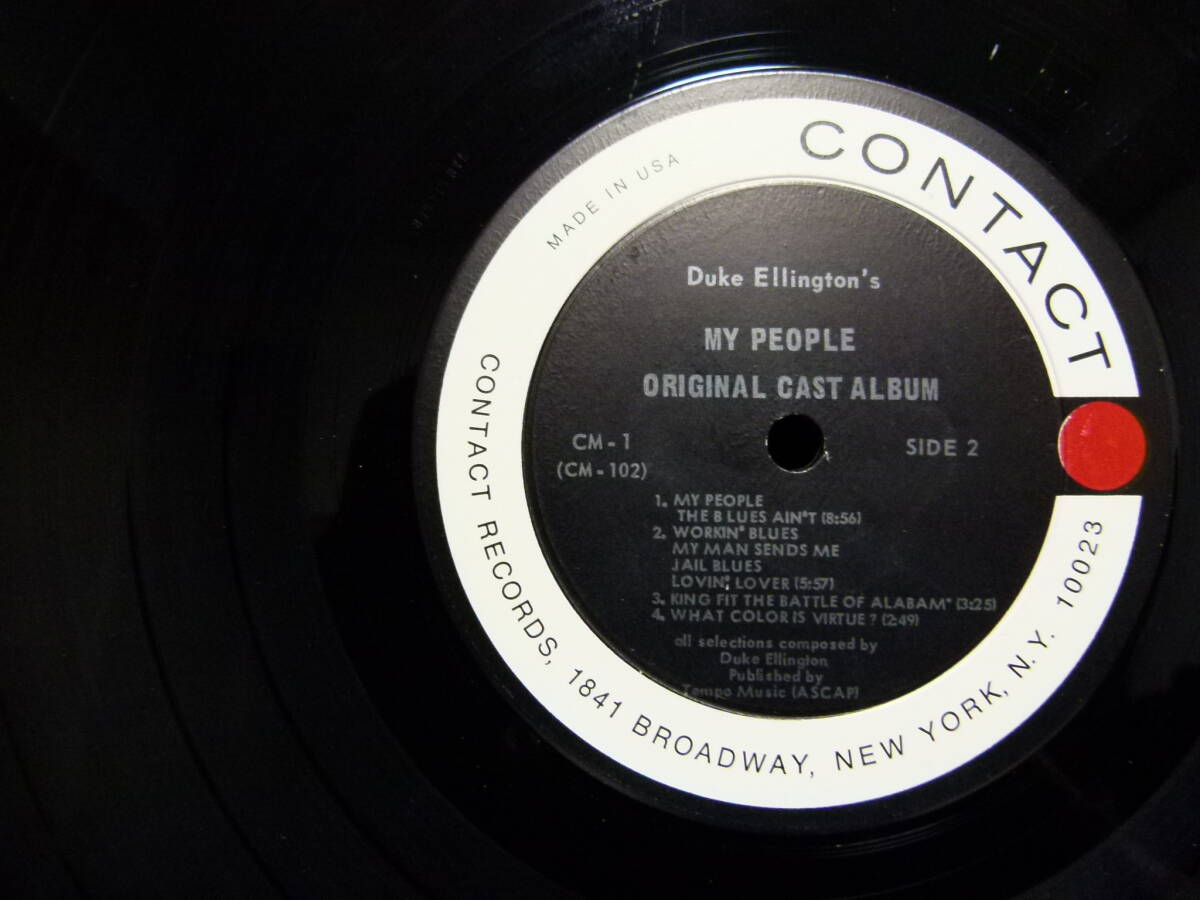 CONTACT
MADE IN USA
Duke Ellington's
MY PEOPLE
ORIGINAL CAST ALBUM
CM - 1
(CM - 102)
SIDE 2
1. MY PEOPLE
THE BLUES AIN'T (8:56)
2. WORKIN' BLUES
MY MAN SENDS ME
JAIL BLUES
LOVIN' LOVER (5:57)
3. KING FIT THE BATTLE OF ALABAM' (3:25)
4. WHAT COLOR IS VIRTUE? (2:49)
all selections composed by
Duke Ellington
Published by
Tempo Music (ASCAP)
CONTACT RECORDS, 1841 BROADWAY, NEW YORK, N.Y. 10023